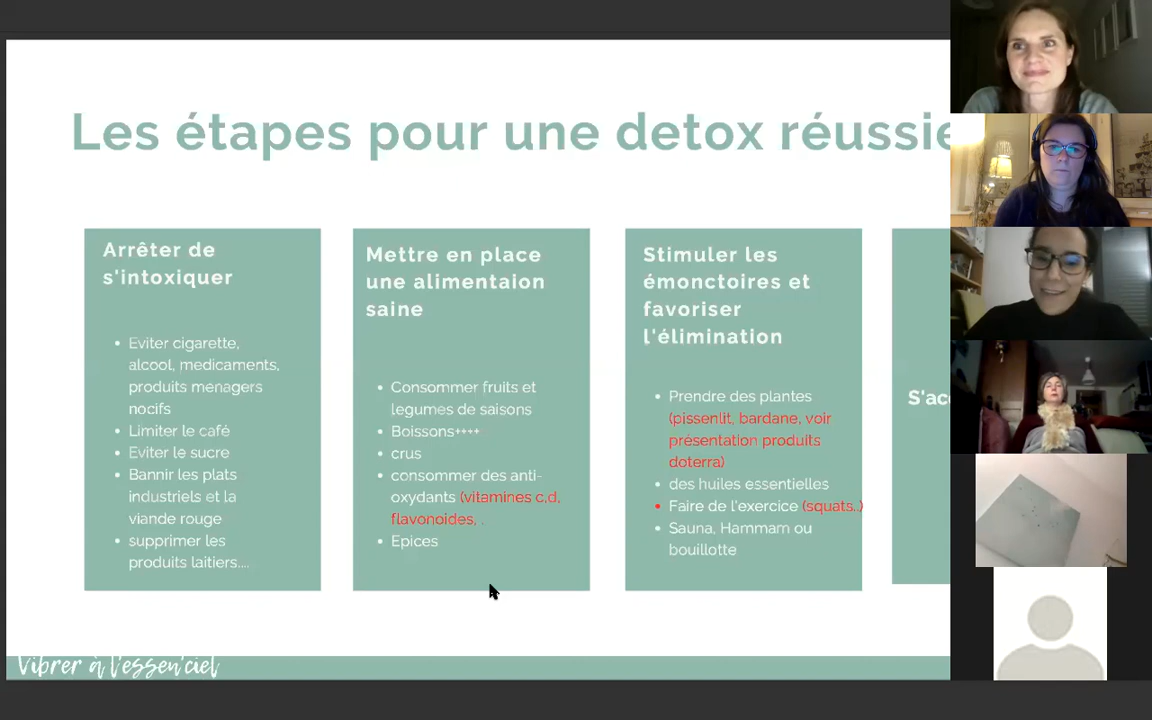 Les étapes pour une detox réussie
Arrêter de
s'intoxiquer
Eviter cigarette,
alcool, medicaments,
produits menagers
nocifs
Limiter le café
Eviter le sucre
Bannir les plats
industriels et la
viande rouge
supprimer les
produits laitiers....
Mettre en place
une alimentaion
saine
Consommer fruits et
legumes de saisons
Boissons++++
crus
consommer des anti-
oxydants (vitamines c,d,
flavonoides, .
Epices
Stimuler les
émonctoires et
favoriser
l'élimination
Prendre des plantes
(pissenlit, bardane, voir
présentation produits
doterra)
des huiles essentielles
Faire de l'exercice (squats..)
Sauna, Hammam ou
bouillotte
Vibrer à l'essen'ciel